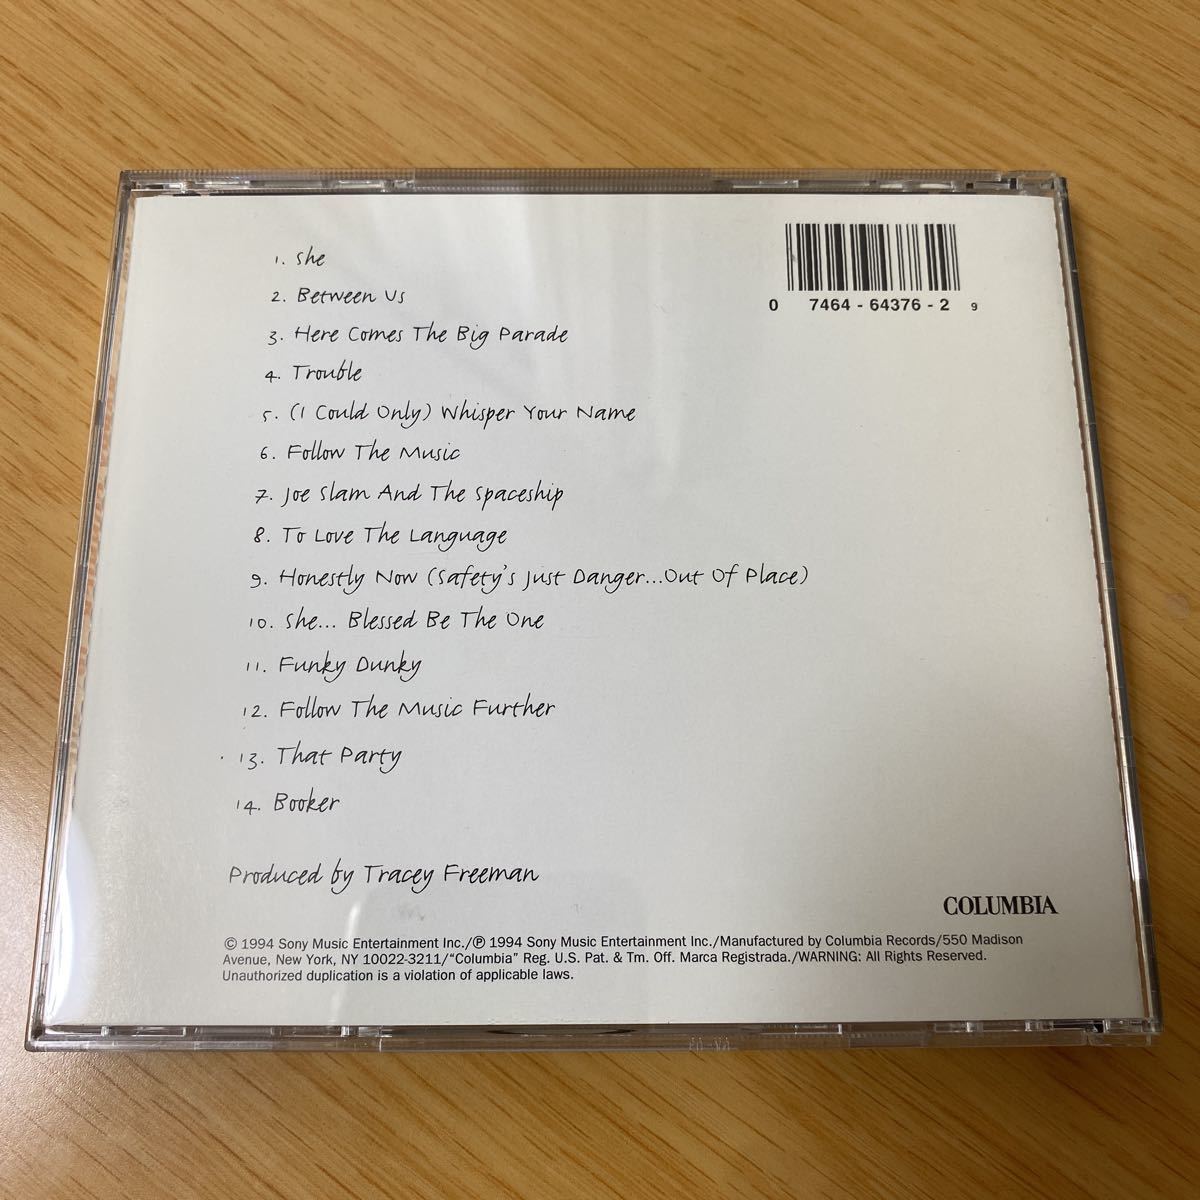 0 7464 - 64376 - 2 9
1. She
2. Between Us
3. Here Comes The Big Parade
4. Trouble
5. (I Could Only) Whisper Your Name
6. Follow The Music
7. Joe Slam And The Spaceship
8. To Love The Language
9. Honestly Now (Safety's Just Danger...Out Of Place)
10. She... Blessed Be The One
11. Funky Dunky
12. Follow The Music Further
13. That Party
14. Booker
Produced by Tracey Freeman
COLUMBIA
© 1994 Sony Music Entertainment Inc./℗ 1994 Sony Music Entertainment Inc./Manufactured by Columbia Records/550 Madison
Avenue, New York, NY 10022-3211/“Columbia” Reg. U.S. Pat. & Tm. Off. Marca Registrada./WARNING: All Rights Reserved.
Unauthorized duplication is a violation of applicable laws.